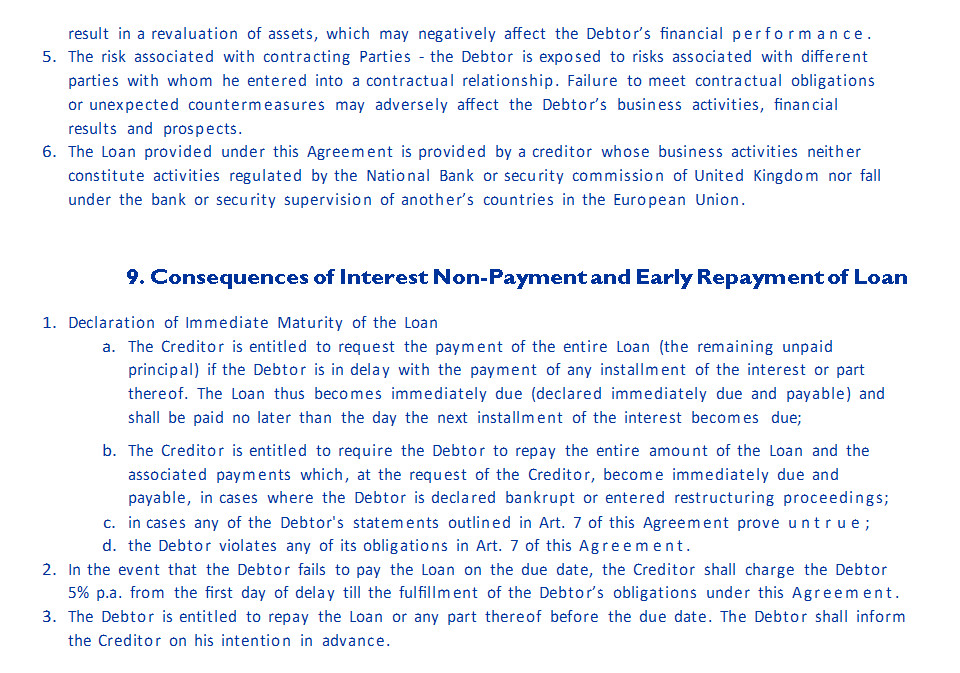 result in a revaluation of assets, which may negatively affect the Debtor's financial performance.
5. The risk associated with contracting Parties - the Debtor is exposed to risks associated with different
parties with whom he entered into a contractual relationship. Failure to meet contractual obligations
or unexpected countermeasures may adversely affect the Debtor's business activities, financial
results and prospects.
6. The Loan provided under this Agreement is provided by a creditor whose business activities neither
constitute activities regulated by the National Bank or security commission of United Kingdom nor fall
under the bank or security supervision of another's countries in the European Union.
9. Consequences of Interest Non-Payment and Early Repayment of Loan
1. Declaration of Immediate Maturity of the Loan
a. The Creditor is entitled to request the payment of the entire Loan (the remaining unpaid
principal) if the Debtor is in delay with the payment of any installment of the interest or part
thereof. The Loan thus becomes immediately due (declared immediately due and payable) and
shall be paid no later than the day the next installment of the interest becomes due;
b. The Creditor is entitled to require the Debtor to repay the entire amount of the Loan and the
associated payments which, at the request of the Creditor, become immediately due and
payable, in cases where the Debtor is declared bankrupt or entered restructuring proceedings;
c. in cases any of the Debtor's statements outlined in Art. 7 of this Agreement prove untrue;
d. the Debtor violates any of its obligations in Art. 7 of this Agreement.
2. In the event that the Debtor fails to pay the Loan on the due date, the Creditor shall charge the Debtor
5% p.a. from the first day of delay till the fulfillment of the Debtor's obligations under this Agreement.
3. The Debtor is entitled to repay the Loan or any part thereof before the due date. The Debtor shall inform
the Creditor on his intention in advance.